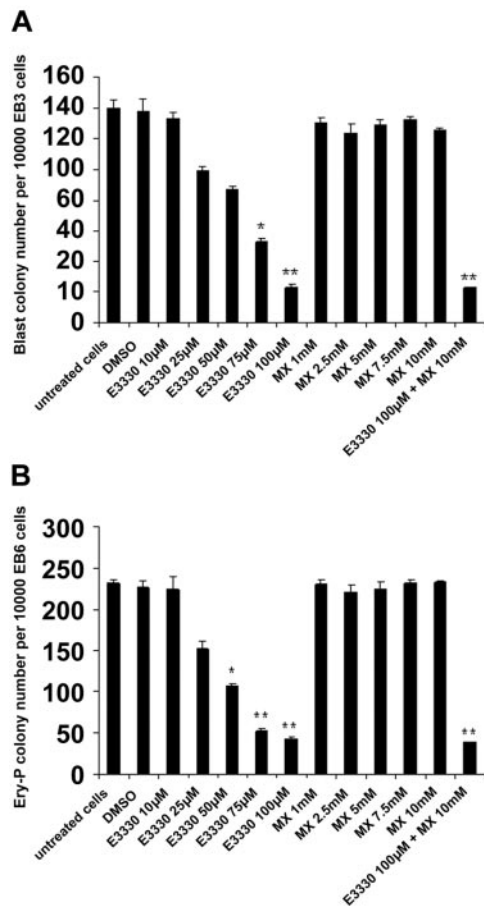 A
Blast colony number per 10000 EB3 cells
160
140
120
100
60
40
20
10
0
*
**
**
untreated cells
DMSO
E3330 10µM
E3330 25µM
E3330 50µM
E3330 75µM
E3330 100µM
MX 1mM
MX 2.5mM
MX 5mM
MX 7.5mM
MX 10mM
E3330 100µM + MX 10mM
B
Ery-P colony number per 10000 EB6 cells
300
250
200
150
100
50
0
*
**
**
**
untreated cells
DMSO
E3330 10µM
E3330 25µM
E3330 50µM
E3330 75µM
E3330 100µM
MX 1mM
MX 2.5mM
MX 5mM
MX 7.5mM
MX 10mM
E3330 100µM + MX 10mM